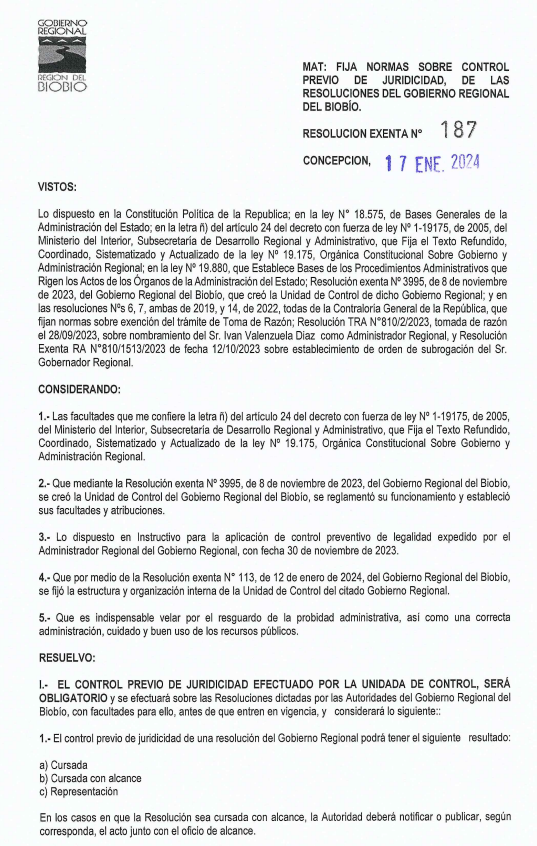 GOBIERNO
REGIONAL
REGION DEL
BIOBIO
MAT: FIJA NORMAS SOBRE CONTROL
PREVIO DE JURIDICIDAD, DE LAS
RESOLUCIONES DEL GOBIERNO REGIONAL
DEL BIOBÍO.
RESOLUCION EXENTA Nº 187
CONCEPCION, 17 ENE. 2024
VISTOS:
Lo dispuesto en la Constitución Política de la Republica; en la ley N° 18.575, de Bases Generales de la
Administración del Estado; en la letra ñ) del artículo 24 del decreto con fuerza de ley Nº 1-19175, de 2005, del
Ministerio del Interior, Subsecretaría de Desarrollo Regional y Administrativo, que Fija el Texto Refundido,
Coordinado, Sistematizado y Actualizado de la ley Nº 19.175, Orgánica Constitucional Sobre Gobierno y
Administración Regional; en la ley Nº 19.880, que Establece Bases de los Procedimientos Administrativos que
Rigen los Actos de los Órganos de la Administración del Estado; Resolución exenta Nº 3995, de 8 de noviembre
de 2023, del Gobierno Regional del Biobío, que creó la Unidad de Control de dicho Gobierno Regional; y en
las resoluciones Nºs 6, 7, ambas de 2019, y 14, de 2022, todas de la Contraloría General de la República, que
fijan normas sobre exención del trámite de Toma de Razón; Resolución TRA N°810/2/2023, tomada de razón
el 28/09/2023, sobre nombramiento del Sr. Ivan Valenzuela Díaz como Administrador Regional, y Resolución
Exenta RA N°810/1513/2023 de fecha 12/10/2023 sobre establecimiento de orden de subrogación del Sr.
Gobernador Regional.
CONSIDERANDO:
1.- Las facultades que me confiere la letra ñ) del artículo 24 del decreto con fuerza de ley Nº 1-19175, de 2005,
del Ministerio del Interior, Subsecretaría de Desarrollo Regional y Administrativo, que Fija el Texto Refundido,
Coordinado, Sistematizado y Actualizado de la ley Nº 19.175, Orgánica Constitucional Sobre Gobierno y
Administración Regional.
2.- Que mediante la Resolución exenta Nº 3995, de 8 de noviembre de 2023, del Gobierno Regional del Biobío,
se creó la Unidad de Control del Gobierno Regional del Biobío, se reglamentó su funcionamiento y estableció
sus facultades y atribuciones.
3.- Lo dispuesto en Instructivo para la aplicación de control preventivo de legalidad expedido por el
Administrador Regional del Gobierno Regional, con fecha 30 de noviembre de 2023.
4.- Que por medio de la Resolución exenta N° 113, de 12 de enero de 2024, del Gobierno Regional del Biobío,
se fijó la estructura y organización interna de la Unidad de Control del citado Gobierno Regional.
5.- Que es indispensable velar por el resguardo de la probidad administrativa, así como una correcta
administración, cuidado y buen uso de los recursos públicos.
RESUELVO:
I.- EL CONTROL PREVIO DE JURIDICIDAD EFECTUADO POR LA UNIDADA DE CONTROL, SERÁ
OBLIGATORIO y se efectuará sobre las Resoluciones dictadas por las Autoridades del Gobierno Regional del
Biobío, con facultades para ello, antes de que entren en vigencia, y considerará lo siguiente::
1.- El control previo de juridicidad de una resolución del Gobierno Regional podrá tener el siguiente resultado:
a) Cursada
b) Cursada con alcance
c) Representación
En los casos en que la Resolución sea cursada con alcance, la Autoridad deberá notificar o publicar, según
corresponda, el acto junto con el oficio de alcance.